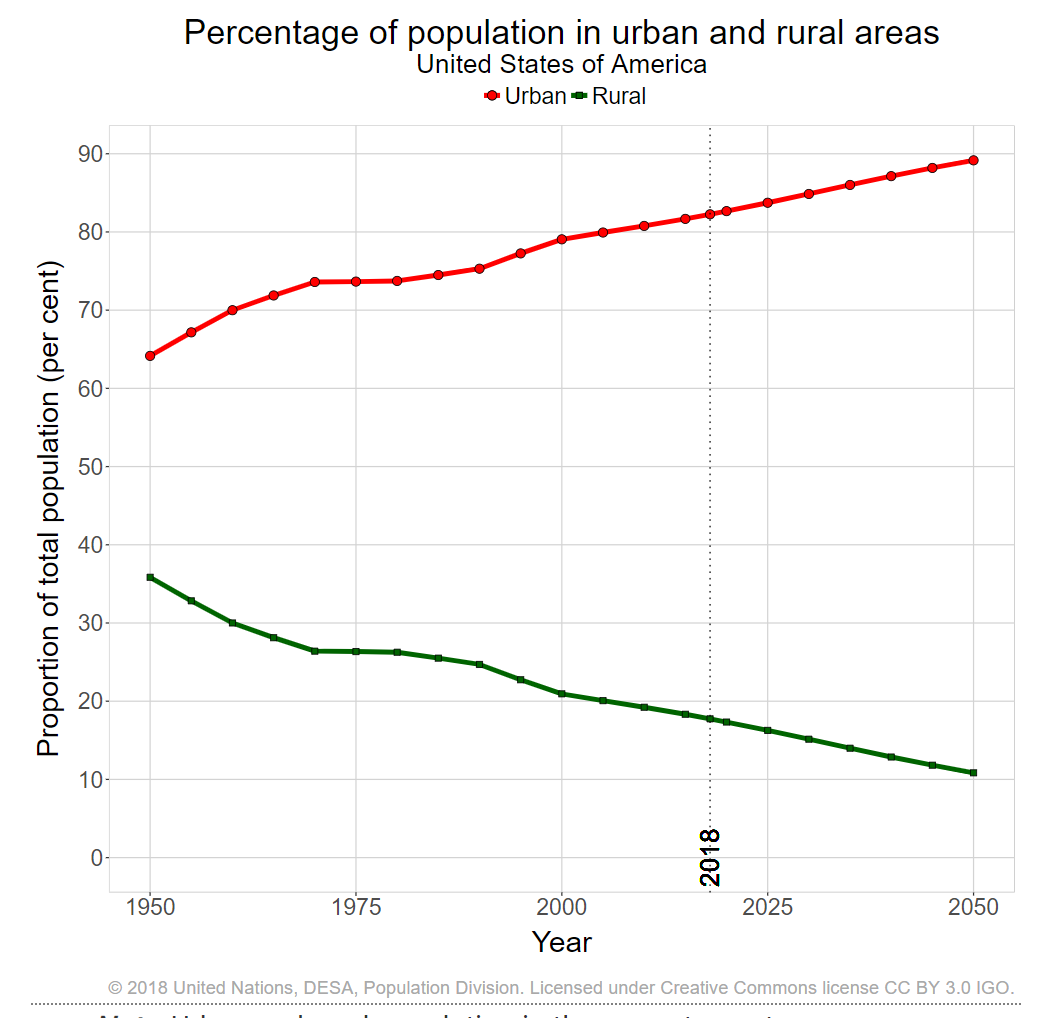 Percentage of population in urban and rural areas
United States of America
Urban Rural
Proportion of total population (per cent)
90
80
70
60
50
40
30
20
10
0
2018
1950 1975 2000 2025 2050
Year
© 2018 United Nations, DESA, Population Division. Licensed under Creative Commons license CC BY 3.0 IGO.